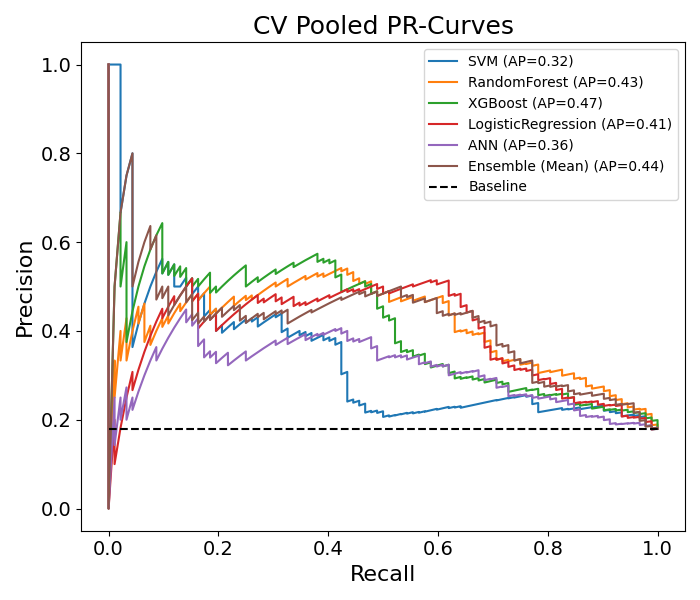 CV Pooled PR-Curves
SVM (AP=0.32)
RandomForest (AP=0.43)
XGBoost (AP=0.47)
LogisticRegression (AP=0.41)
ANN (AP=0.36)
Ensemble (Mean) (AP=0.44)
Baseline
Precision
1.0
0.8
0.6
0.4
0.2
0.0
0.0 0.2 0.4 0.6 0.8 1.0
Recall